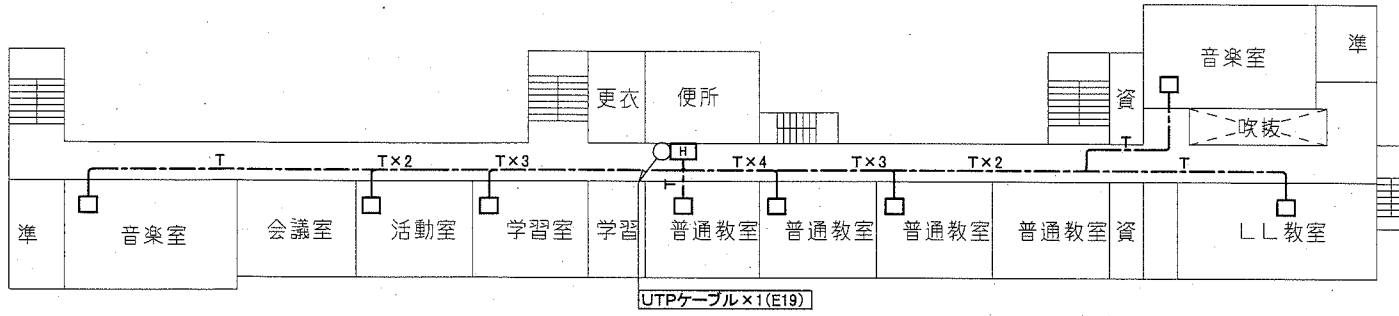 音楽室
準
更衣
便所
資
吹抜
H
T
T×2
T×3
T
T×4
T×3
T×2
T
T
準
音楽室
会議室
活動室
学習室
学習
普通教室
普通教室
普通教室
普通教室
資
LL教室
UTPケーブル×1(E19)